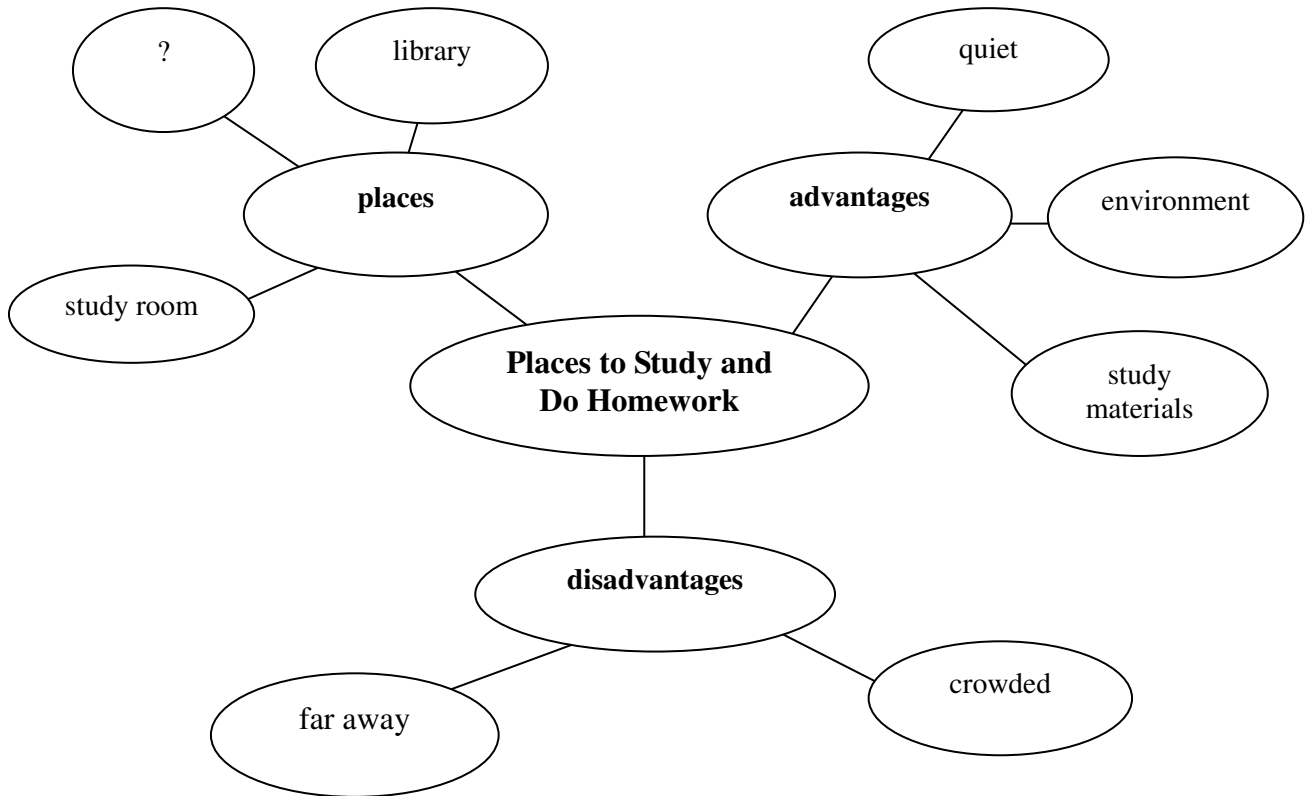 ?
library
quiet
places
advantages
environment
study room
Places to Study and
Do Homework
study
materials
disadvantages
far away
crowded